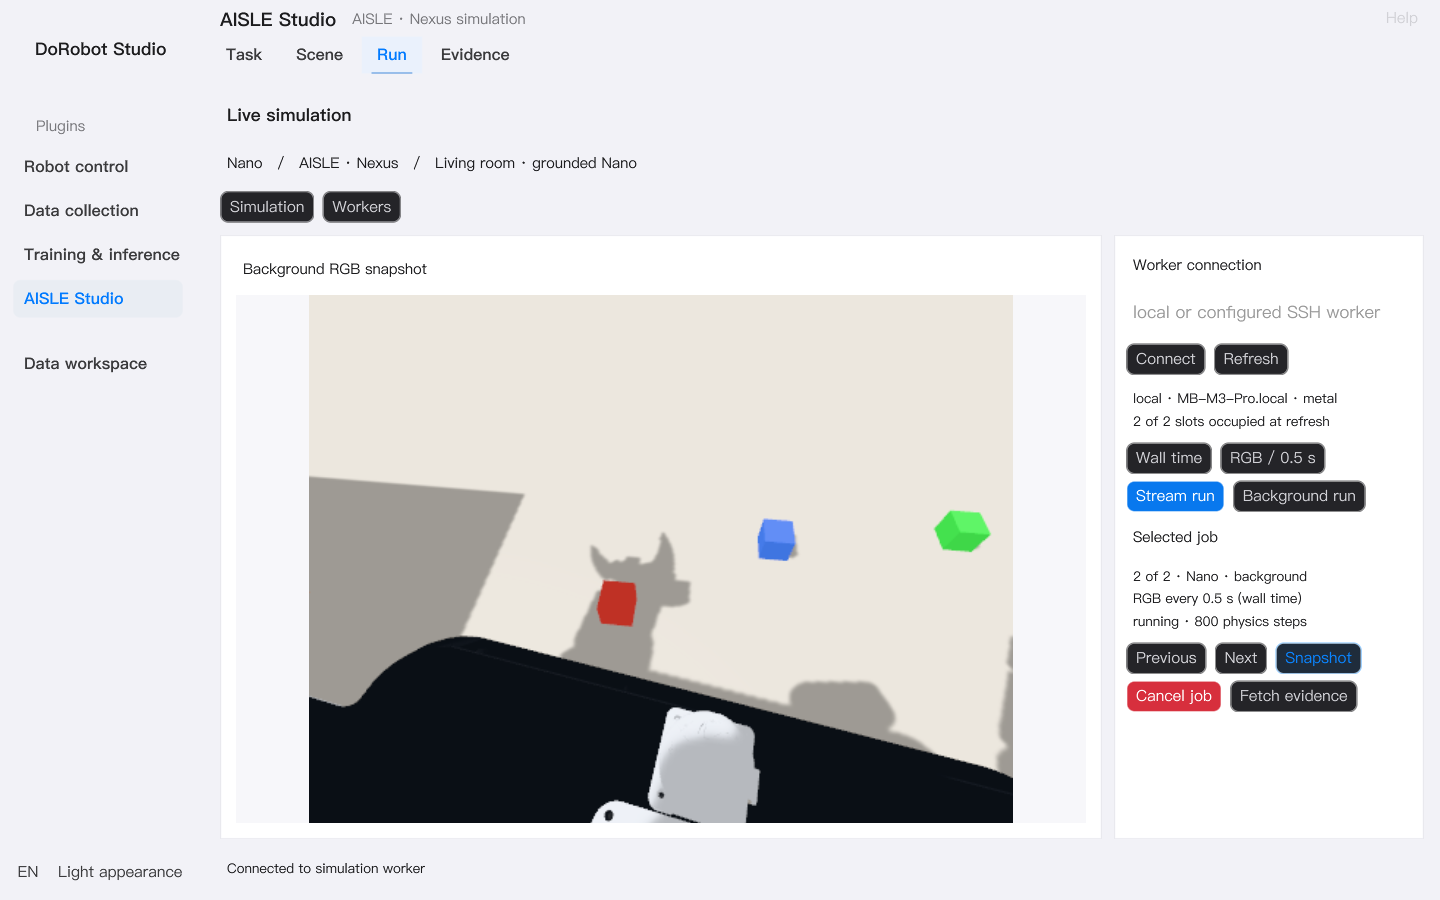 DoRobot Studio
Plugins
Robot control
Data collection
Training & inference
AISLE Studio
Data workspace
EN Light appearance
AISLE Studio AISLE · Nexus simulation
Help
Task Scene Run Evidence
Live simulation
Nano / AISLE · Nexus / Living room · grounded Nano
Simulation Workers
Background RGB snapshot
Worker connection
local or configured SSH worker
Connect Refresh
local · MB-M3-Pro.local · metal
2 of 2 slots occupied at refresh
Wall time RGB / 0.5 s
Stream run Background run
Selected job
2 of 2 · Nano · background
RGB every 0.5 s (wall time)
running · 800 physics steps
Previous Next Snapshot
Cancel job Fetch evidence
Connected to simulation worker